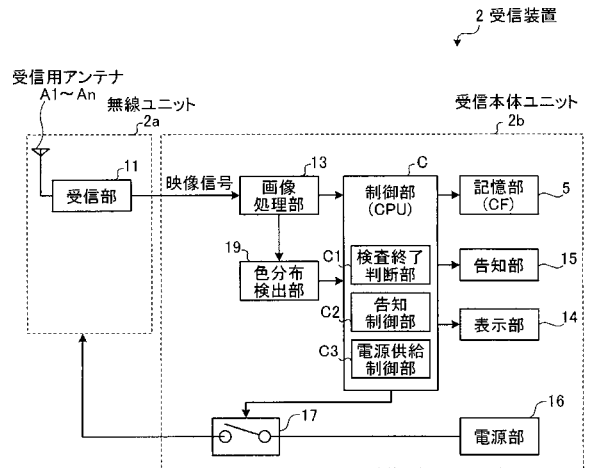 2 受信装置
受信用アンテナ
A1～An
無線ユニット
2a
受信本体ユニット
2b
11
受信部
映像信号
13
画像
処理部
C
制御部
(CPU)
記憶部
(CF)
5
19
色分布
検出部
C1
検査終了
判断部
告知部
15
C2
告知
制御部
表示部
14
C3
電源供給
制御部
17
16
電源部